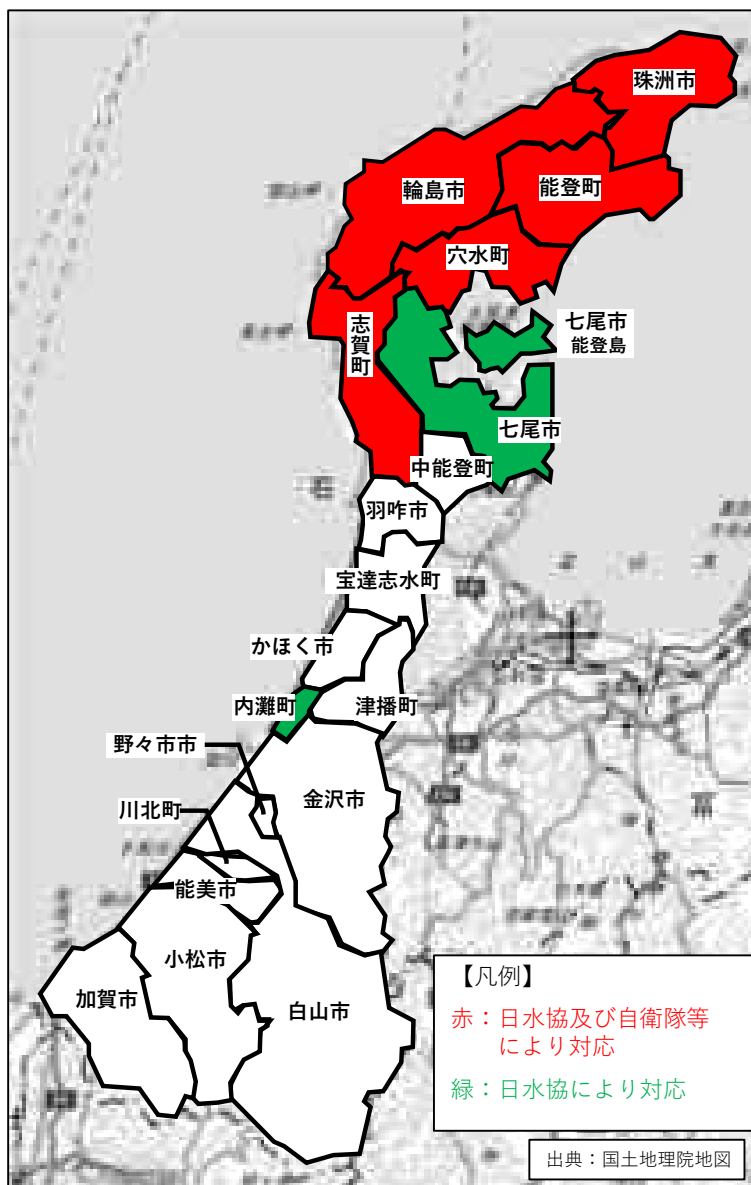 珠洲市
輪島市
能登町
穴水町
志賀町
七尾市
能登島
七尾市
中能登町
羽咋市
宝達志水町
かほく市
内灘町
津播町
野々市市
川北町
金沢市
能美市
小松市
加賀市
白山市
【凡例】
赤：日水協及び自衛隊等
により対応
緑：日水協により対応
出典：国土地理院地図